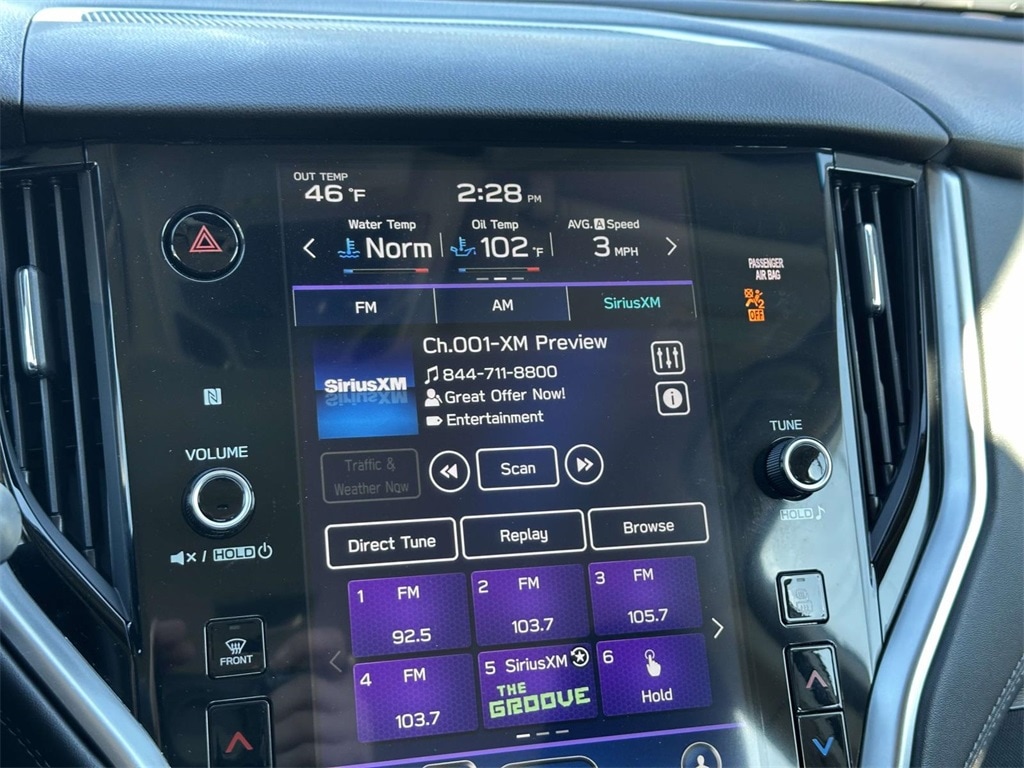 OUT TEMP
46 °F
2:28 PM
Water Temp
Norm
Oil Temp
102 °F
AVG. A Speed
3 MPH
PASSENGER
AIR BAG
2
OFF
FM
AM
SiriusXM
Ch.001-XM Preview
SiriusXM
844-711-8800
Great Offer Now!
Entertainment
N
VOLUME
TUNE
Traffic &
Weather Now
Scan
HOLD
/ HOLD
Direct Tune
Replay
Browse
1 FM
92.5
2 FM
103.7
3 FM
105.7
4 FM
103.7
5 SiriusXM
THE
GROOVE
6
Hold
FRONT